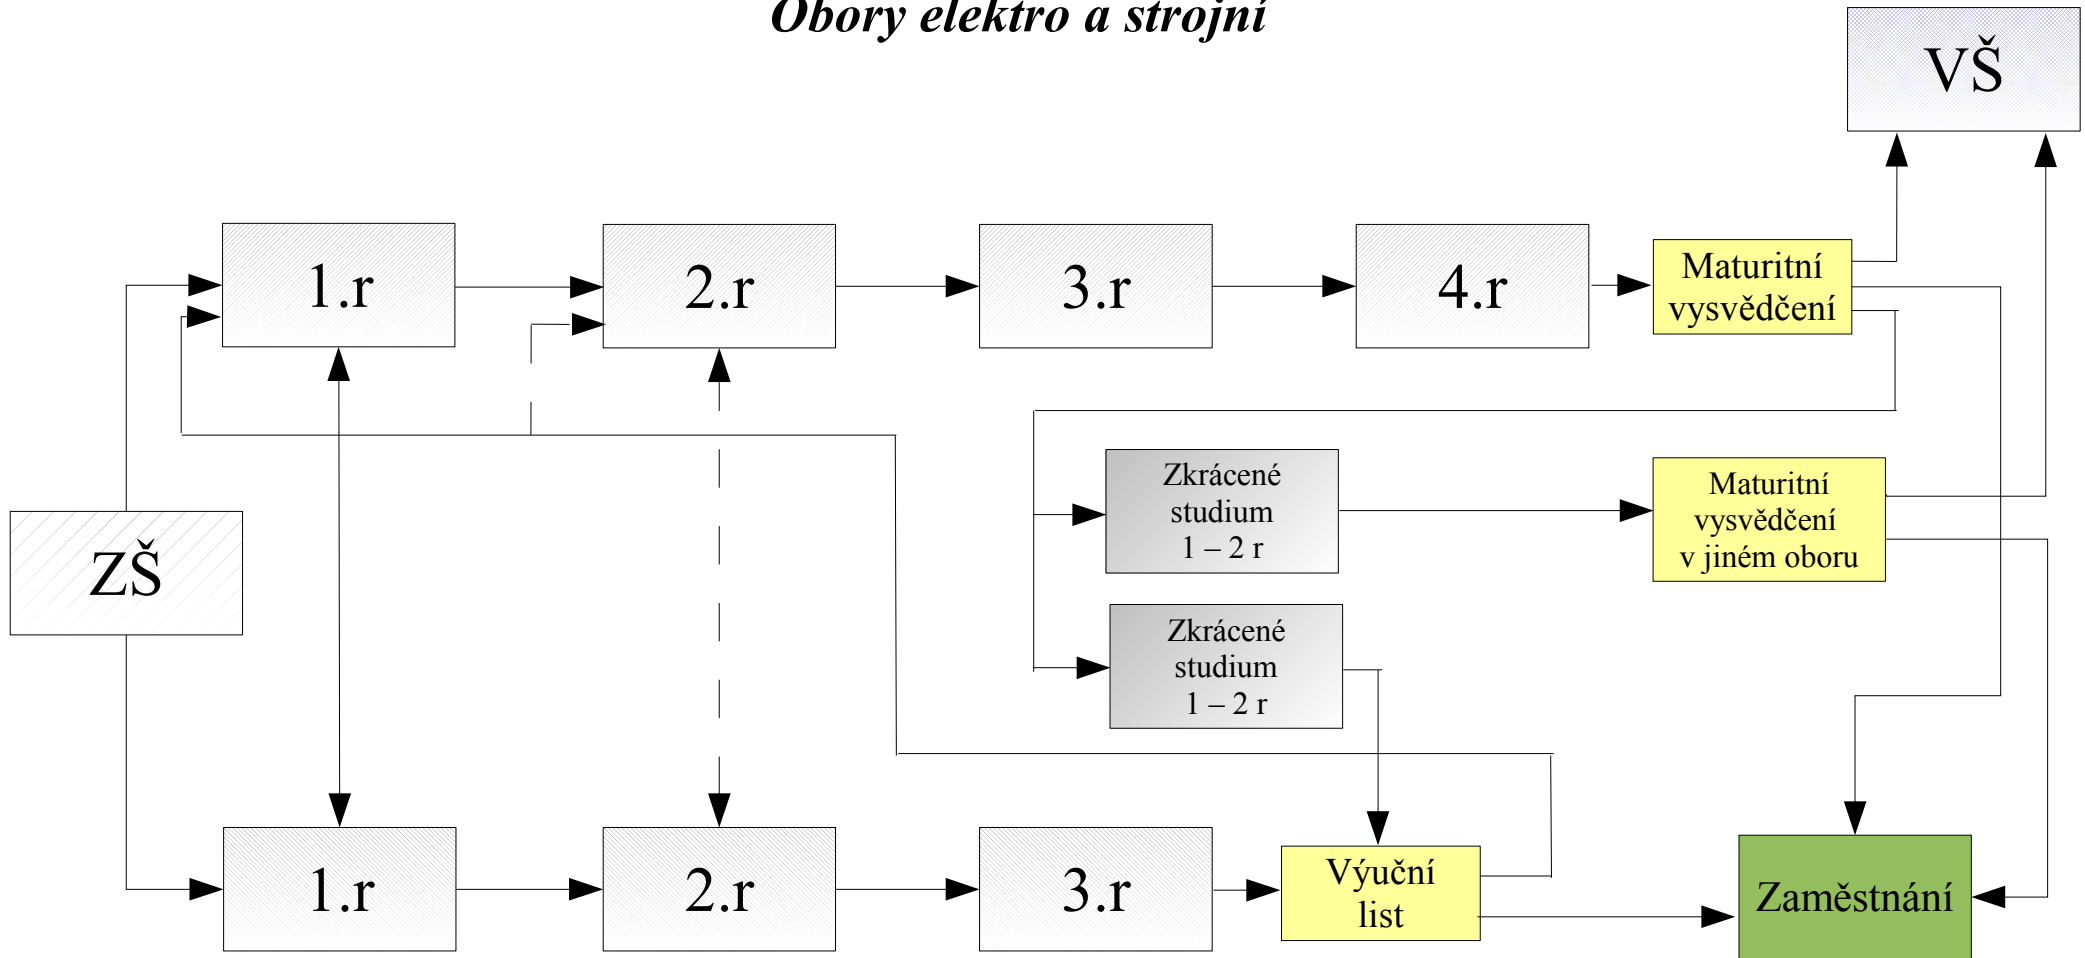 Obory elektro a strojní
VŠ
1.r
2.r
3.r
4.r
Maturitní
vysvědčení
Zkrácené
studium
1 – 2 r
Maturitní
vysvědčení
v jiném oboru
ZŠ
Zkrácené
studium
1 – 2 r
1.r
2.r
3.r
Výuční
list
Zaměstnání